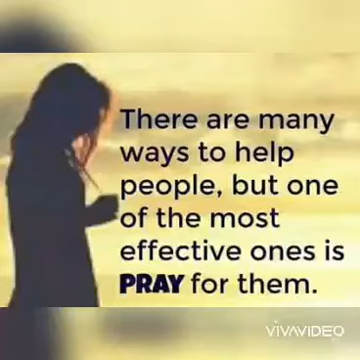 There are many
ways to help
people, but one
of the most
effective ones is
PRAY for them.
VIVAVIDEO